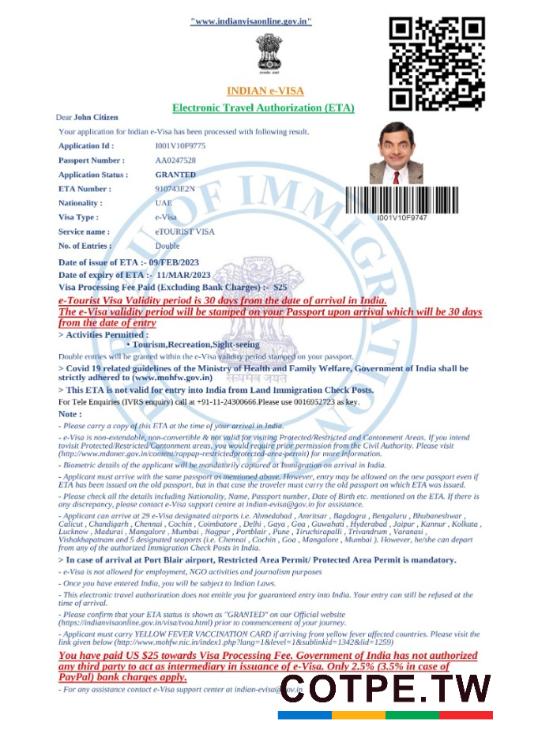 "www.indianvisaonline.gov.in"
INDIAN e-VISA
Electronic Travel Authorization (ETA)
Dear John Citizen
Your application for Indian e-Visa has been processed with following result.
Application Id : I001V10F9775
Passport Number : AA0247528
Application Status : GRANTED
ETA Number : 910743E2N
Nationality : UAE
I001V10F9747
Visa Type : e-Visa
Service name : eTOURIST VISA
No. of Entries : Double
Date of issue of ETA :- 09/FEB/2023
Date of expiry of ETA :- 11/MAR/2023
Visa Processing Fee Paid (Excluding Bank Charges) :- $25
e-Tourist Visa Validity period is 30 days from the date of arrival in India.
The e-Visa validity period will be stamped on your Passport upon arrival which will be 30 days
from the date of entry
> Activities Permitted :
• Tourism,Recreation,Sight-seeing
Double entries will be granted within the e-Visa validity period stamped on your passport.
> Covid 19 related guidelines of the Ministry of Health and Family Welfare, Government of India shall be
strictly adhered to (www.mohfw.gov.in)
> This ETA is not valid for entry into India from Land Immigration Check Posts.
For Tele Enquiries (IVRS enquiry) call at +91-11-24300666.Please use 0016952723 as key.
Note :
- Please carry a copy of this ETA at the time of your arrival in India.
- e-Visa is non-extendable, non-convertible & not valid for visiting Protected/Restricted and Cantonment Areas. If you intend
tovisit Protected/Restricted/Cantonment areas, you would require prior permission from the Civil Authority. Please visit
(http://www.mdoner.gov.in/content/rappap-restrictedprotected-area-permit) for more information.
- Biometric details of the applicant will be mandatorily captured at Immigration on arrival in India.
- Applicant must arrive with the same passport as mentioned above. However, entry may be allowed on the new passport even if
ETA has been issued on the old passport, but in that case the traveller must carry the old passport on which ETA was issued.
- Please check all the details including Nationality, Name, Passport number, Date of Birth etc. mentioned on the ETA. If there is
any discrepancy, please contact e-Visa support centre at indian-evisa@gov.in for assistance.
- Applicant can arrive at 29 e-Visa designated airports i.e. Ahmedabad , Amritsar , Bagdogra , Bengaluru , Bhubaneshwar ,
Calicut , Chandigarh , Chennai , Cochin , Coimbatore , Delhi , Gaya , Goa , Guwahati , Hyderabad , Jaipur , Kannur , Kolkata ,
Lucknow , Madurai , Mangalore , Mumbai , Nagpur , Portblair , Pune , Tiruchirapalli , Trivandrum , Varanasi ,
Vishakhapatnam and 5 designated seaports (i.e. Chennai , Cochin , Goa , Mangalore , Mumbai ). However, he/she can depart
from any of the authorized Immigration Check Posts in India.
> In case of arrival at Port Blair airport, Restricted Area Permit/ Protected Area Permit is mandatory.
- e-Visa is not allowed for employment, NGO activities and journalism purposes
- Once you have entered India, you will be subject to Indian Laws.
- This electronic travel authorization does not entitle you for guaranteed entry into India. Your entry can still be refused at the
time of arrival.
- Please confirm that your ETA status is shown as "GRANTED" on our Official website
(https://indianvisaonline.gov.in/visa/tvoa.html) prior to commencement of your journey.
- Applicant must carry YELLOW FEVER VACCINATION CARD if arriving from yellow fever affected countries. Please visit the
link given below (http://www.mohfw.nic.in/index1.php?lang=1&level=1&sublinkid=1342&lid=1259)
You have paid US $25 towards Visa Processing Fee. Government of India has not authorized
any third party to act as intermediary in issuance of e-Visa. Only 2.5% (3.5% in case of
PayPal) bank charges apply.
- For any assistance contact e-Visa support center at indian-evisa@gov.in
COTPE.TW